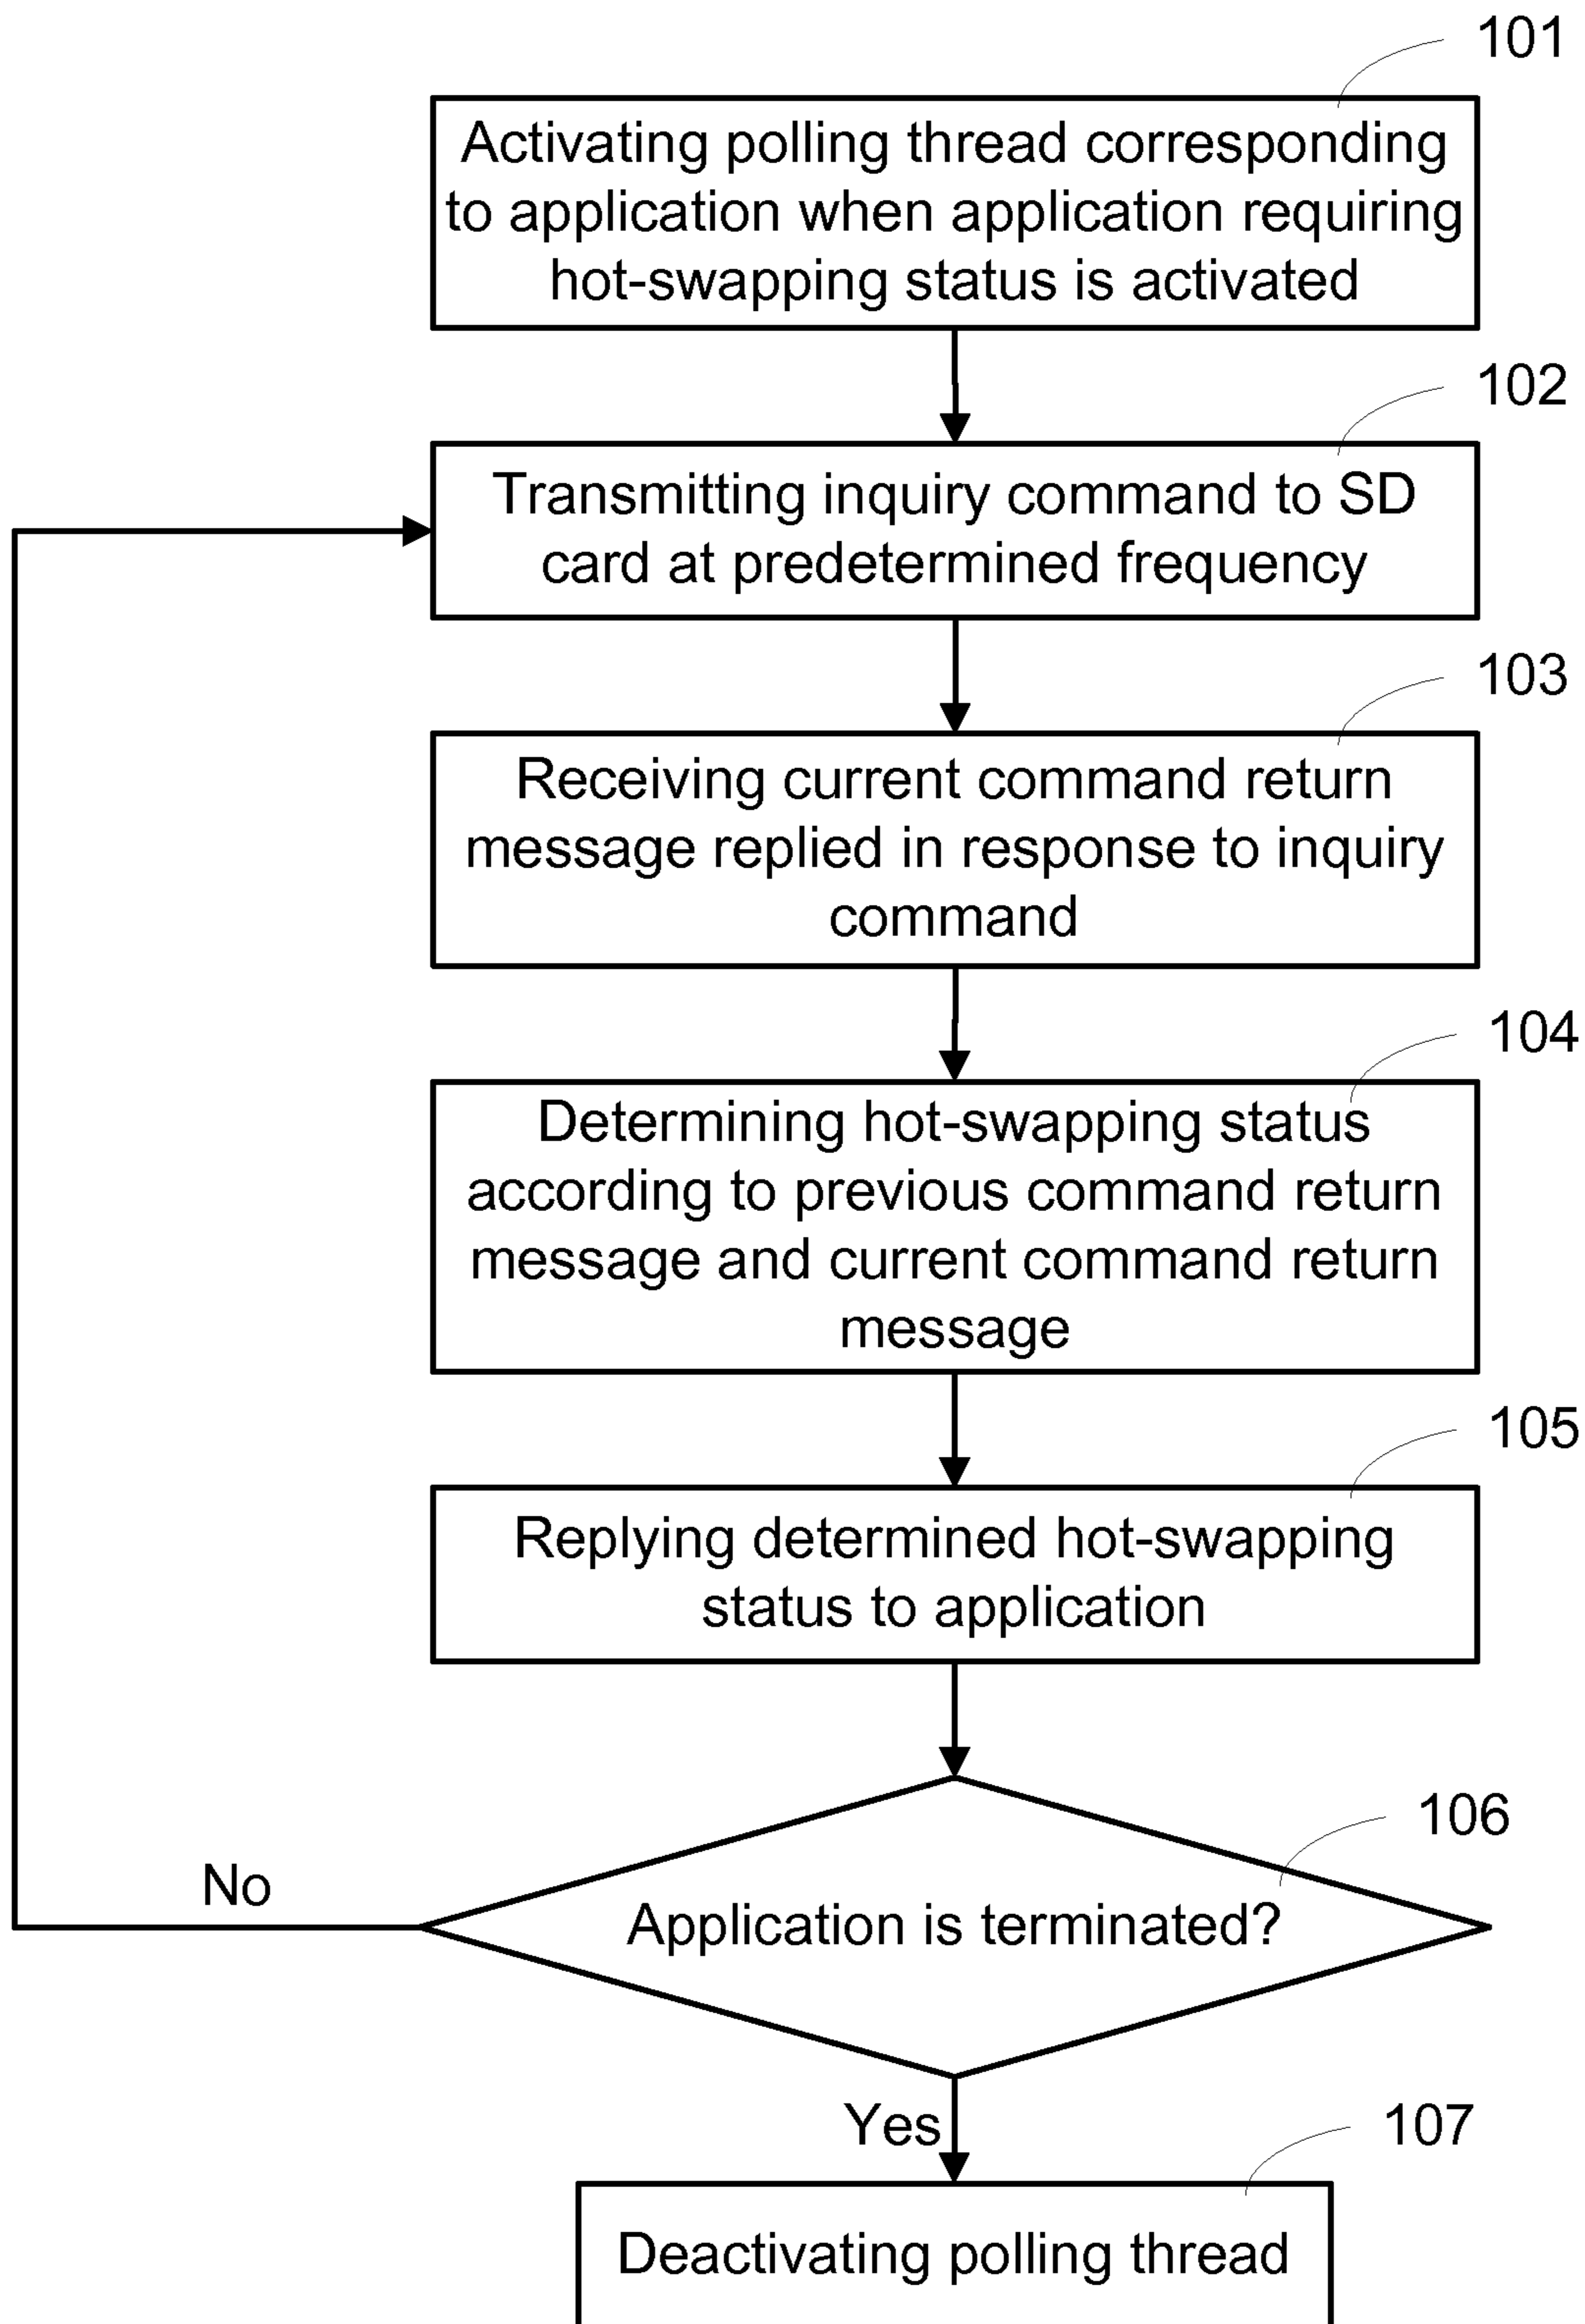 101
Activating polling thread corresponding
to application when application requiring
hot-swapping status is activated
102
Transmitting inquiry command to SD
card at predetermined frequency
103
Receiving current command return
message replied in response to inquiry
command
104
Determining hot-swapping status
according to previous command return
message and current command return
message
105
Replying determined hot-swapping
status to application
106
Application is terminated?
No
Yes
107
Deactivating polling thread